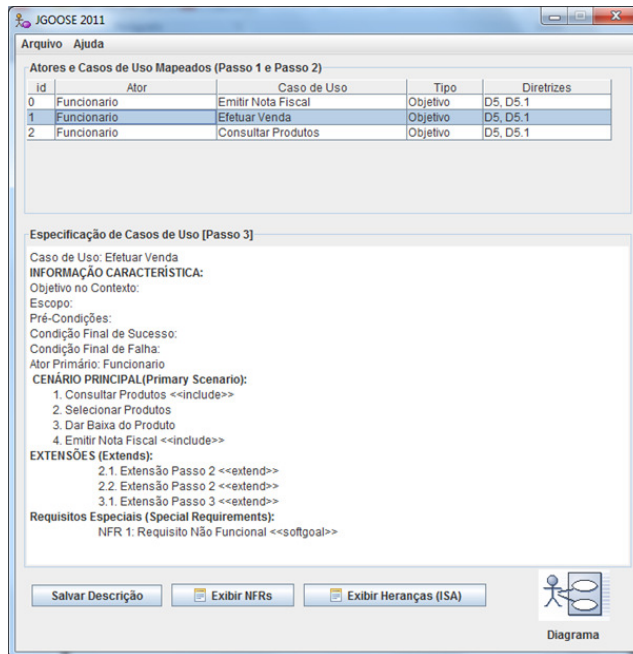 JGOOSE 2011
Arquivo Ajuda
Atores e Casos de Uso Mapeados (Passo 1 e Passo 2)
id Ator Caso de Uso Tipo Diretrizes
0 Funcionario Emitir Nota Fiscal Objetivo D5, D5.1
1 Funcionario Efetuar Venda Objetivo D5, D5.1
2 Funcionario Consultar Produtos Objetivo D5, D5.1
Especificação de Casos de Uso [Passo 3]
Caso de Uso: Efetuar Venda
INFORMAÇÃO CARACTERÍSTICA:
Objetivo no Contexto:
Escopo:
Pré-Condições:
Condição Final de Sucesso:
Condição Final de Falha:
Ator Primário: Funcionario
CENÁRIO PRINCIPAL(Primary Scenario):
1. Consultar Produtos <<include>>
2. Selecionar Produtos
3. Dar Baixa do Produto
4. Emitir Nota Fiscal <<include>>
EXTENSÕES (Extends):
2.1. Extensão Passo 2 <<extend>>
2.2. Extensão Passo 2 <<extend>>
3.1. Extensão Passo 3 <<extend>>
Requisitos Especiais (Special Requirements):
NFR 1: Requisito Não Funcional <<softgoal>>
Salvar Descrição Exibir NFRs Exibir Heranças (ISA)
Diagrama